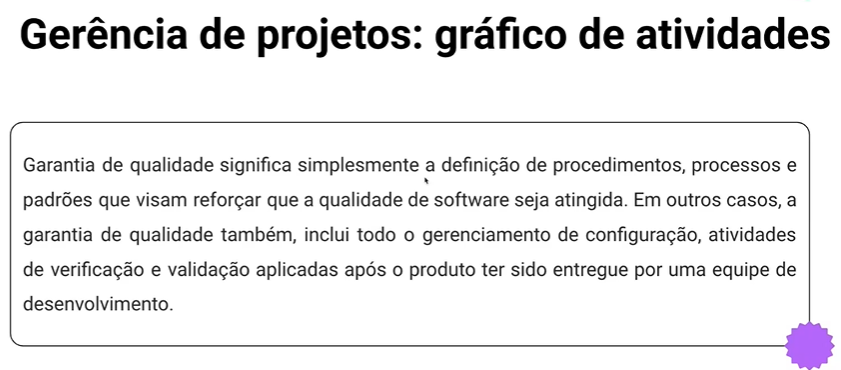 Gerência de projetos: gráfico de atividades
Garantia de qualidade significa simplesmente a definição de procedimentos, processos e
padrões que visam reforçar que a qualidade de software seja atingida. Em outros casos, a
garantia de qualidade também, inclui todo o gerenciamento de configuração, atividades
de verificação e validação aplicadas após o produto ter sido entregue por uma equipe de
desenvolvimento.